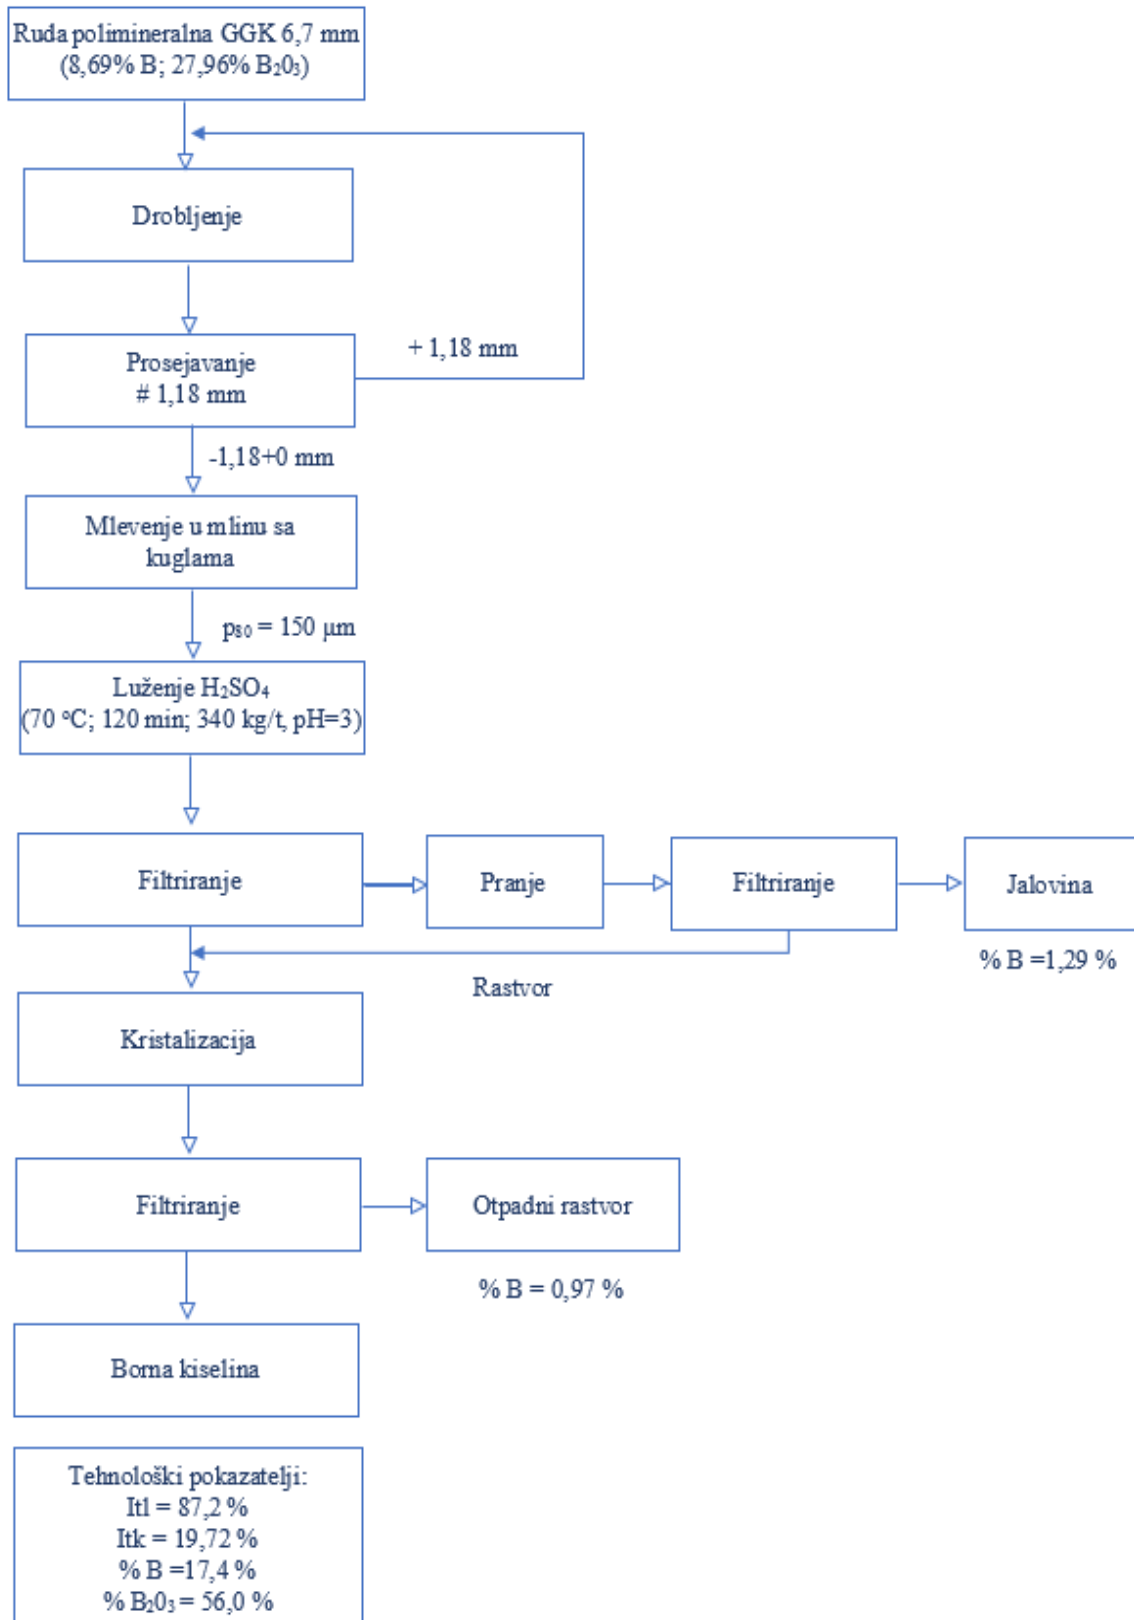 Ruda polimineralna GGK 6,7 mm
(8,69% B; 27,96% B₂0₃)
Drobljenje
Prosejavanje
# 1,18 mm
+ 1,18 mm
-1,18+0 mm
Mlevenje u mlinu sa
kuglama
p₈₀ = 150 µm
Luženje H₂SO₄
(70 °C; 120 min; 340 kg/t, pH=3)
Filtriranje
Pranje
Filtriranje
Jalovina
% B =1,29 %
Rastvor
Kristalizacija
Filtriranje
Otpadni rastvor
% B = 0,97 %
Borna kiselina
Tehnološki pokazatelji:
Itl = 87,2 %
Itk = 19,72 %
% B =17,4 %
% B₂0₃ = 56,0 %